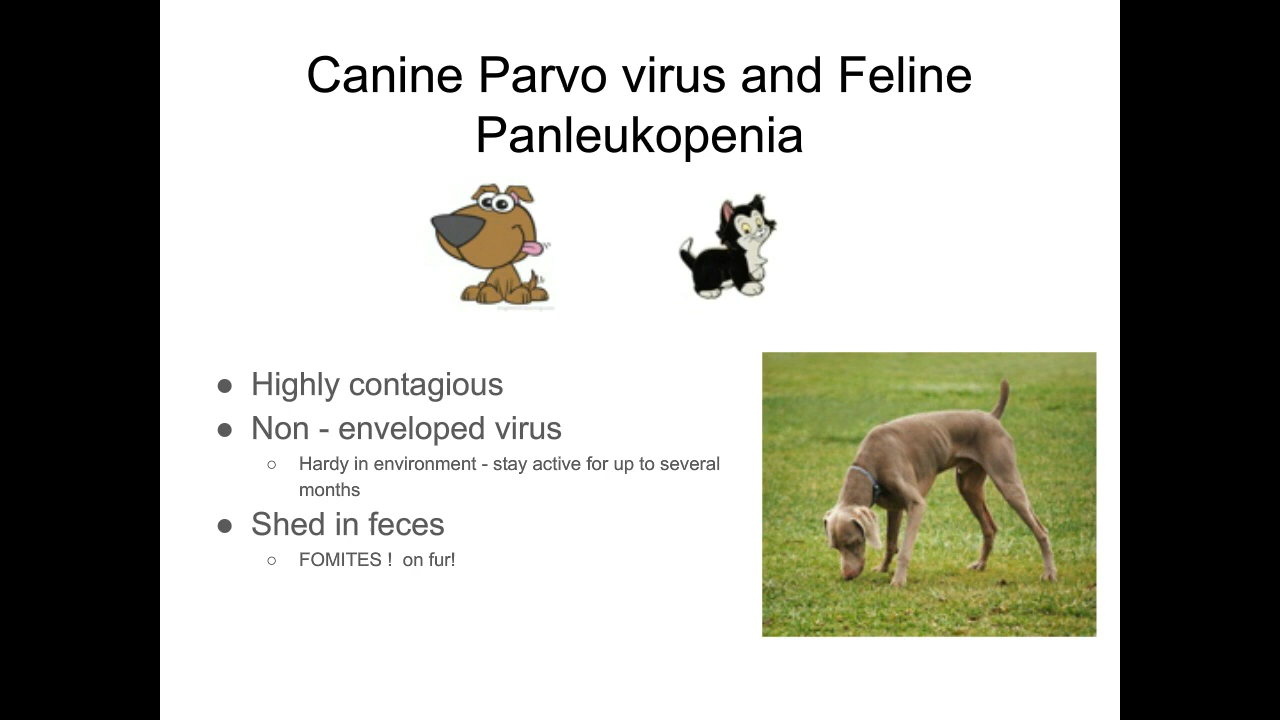 Canine Parvo virus and Feline
Panleukopenia
● Highly contagious
● Non - enveloped virus
○ Hardy in environment - stay active for up to several
months
● Shed in feces
○ FOMITES ! on fur!